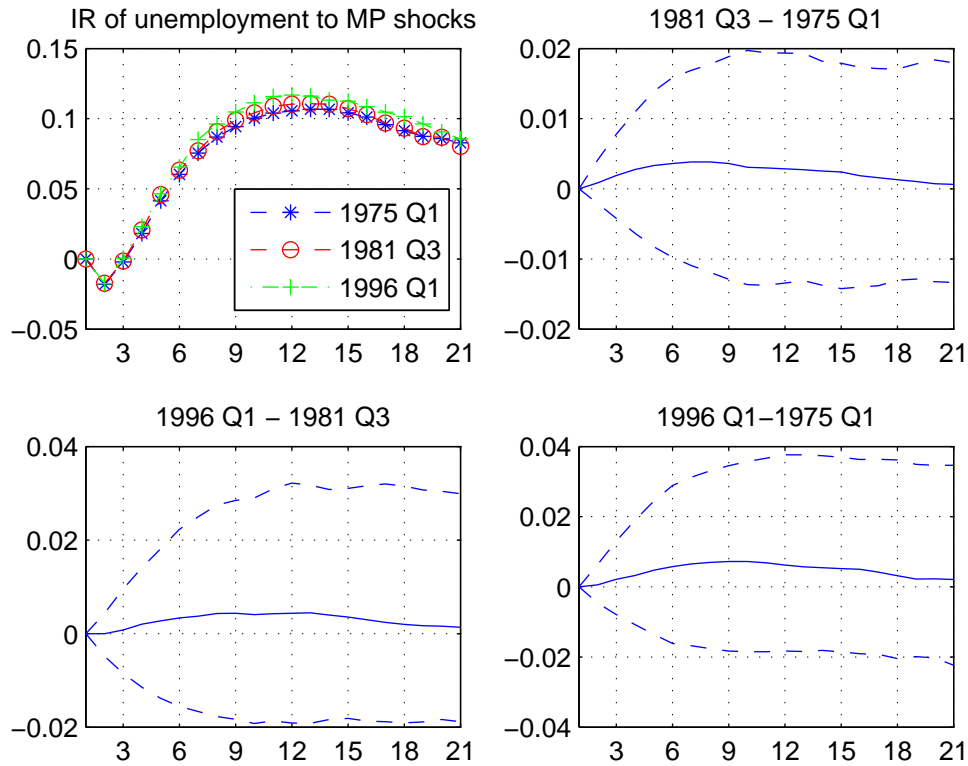 IR of unemployment to MP shocks
0.15
0.1
0.05
0
−0.05
3 6 9 12 15 18 21
1975 Q1
1981 Q3
1996 Q1
1981 Q3 − 1975 Q1
0.02
0.01
0
−0.01
−0.02
3 6 9 12 15 18 21
1996 Q1 − 1981 Q3
0.04
0.02
0
−0.02
3 6 9 12 15 18 21
1996 Q1−1975 Q1
0.04
0.02
0
−0.02
−0.04
3 6 9 12 15 18 21